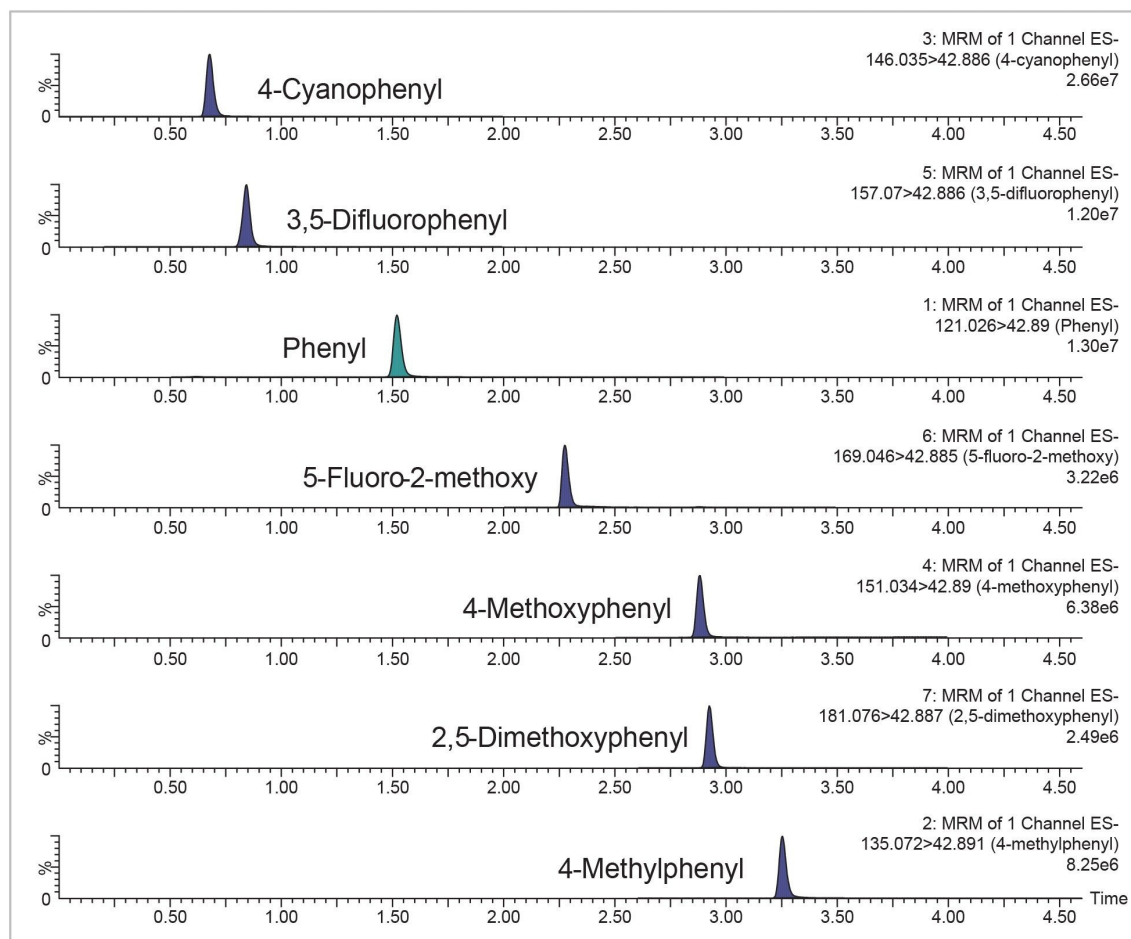 3: MRM of 1 Channel ES-
146.035>42.886 (4-cyanophenyl)
2.66e7
4-Cyanophenyl
%
0
0.50 1.00 1.50 2.00 2.50 3.00 3.50 4.00 4.50
5: MRM of 1 Channel ES-
157.07>42.886 (3,5-difluorophenyl)
1.20e7
3,5-Difluorophenyl
%
0
0.50 1.00 1.50 2.00 2.50 3.00 3.50 4.00 4.50
1: MRM of 1 Channel ES-
121.026>42.89 (Phenyl)
1.30e7
Phenyl
%
0
0.50 1.00 1.50 2.00 2.50 3.00 3.50 4.00 4.50
6: MRM of 1 Channel ES-
169.046>42.885 (5-fluoro-2-methoxy)
3.22e6
5-Fluoro-2-methoxy
%
0
0.50 1.00 1.50 2.00 2.50 3.00 3.50 4.00 4.50
4: MRM of 1 Channel ES-
151.034>42.89 (4-methoxyphenyl)
6.38e6
4-Methoxyphenyl
%
0
0.50 1.00 1.50 2.00 2.50 3.00 3.50 4.00 4.50
7: MRM of 1 Channel ES-
181.076>42.887 (2,5-dimethoxyphenyl)
2.49e6
2,5-Dimethoxyphenyl
%
0
0.50 1.00 1.50 2.00 2.50 3.00 3.50 4.00 4.50
2: MRM of 1 Channel ES-
135.072>42.891 (4-methylphenyl)
8.25e6
4-Methylphenyl
%
0
Time
0.50 1.00 1.50 2.00 2.50 3.00 3.50 4.00 4.50